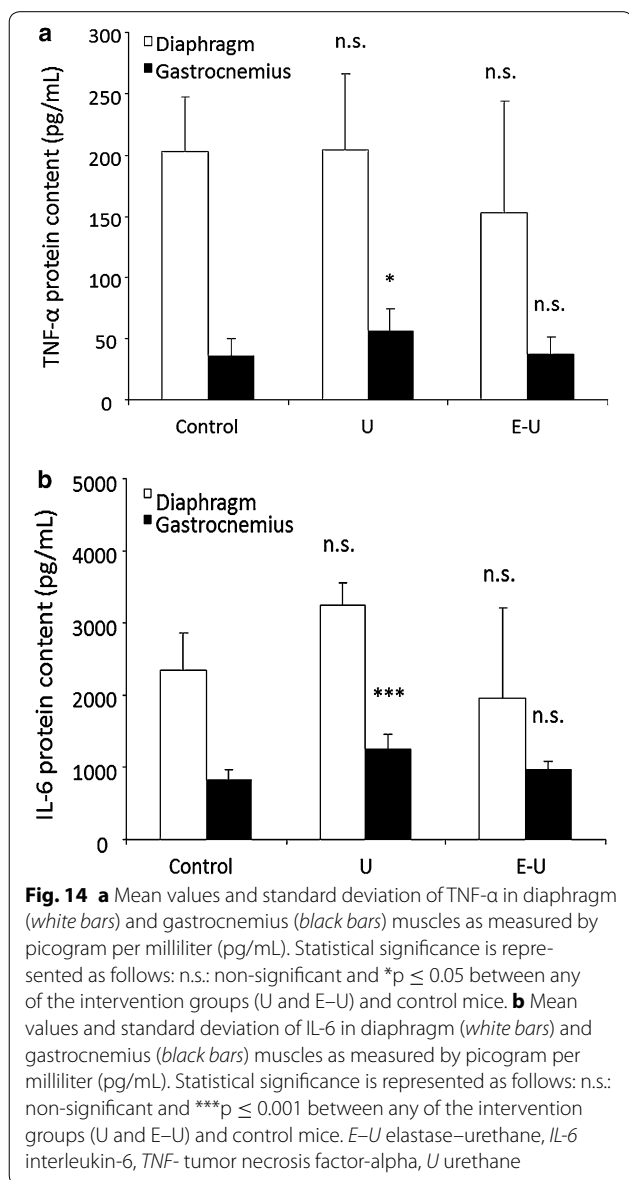 a
300
250
200
150
100
50
0
TNF-α protein content (pg/mL)
Diaphragm
Gastrocnemius
n.s.
*
n.s.
n.s.
Control U E-U
b
5000
4000
3000
2000
1000
0
IL-6 protein content (pg/mL)
Diaphragm
Gastrocnemius
n.s.
***
n.s.
n.s.
Control U E-U
Fig. 14 a Mean values and standard deviation of TNF-α in diaphragm
(white bars) and gastrocnemius (black bars) muscles as measured by
picogram per milliliter (pg/mL). Statistical significance is repre-
sented as follows: n.s.: non-significant and *p ≤ 0.05 between any
of the intervention groups (U and E–U) and control mice. b Mean
values and standard deviation of IL-6 in diaphragm (white bars) and
gastrocnemius (black bars) muscles as measured by picogram per
milliliter (pg/mL). Statistical significance is represented as follows: n.s.:
non-significant and ***p ≤ 0.001 between any of the intervention
groups (U and E–U) and control mice. E–U elastase–urethane, IL-6
interleukin-6, TNF- tumor necrosis factor-alpha, U urethane